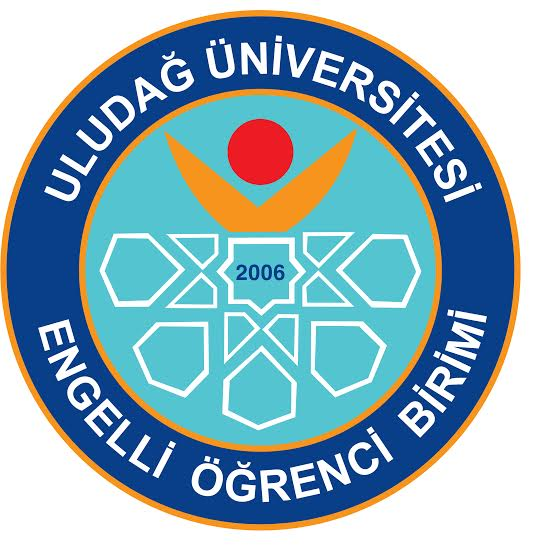 ULUDAĞ ÜNİVERSİTESİ
2006
ENGELLİ ÖĞRENCİ BİRİMİ